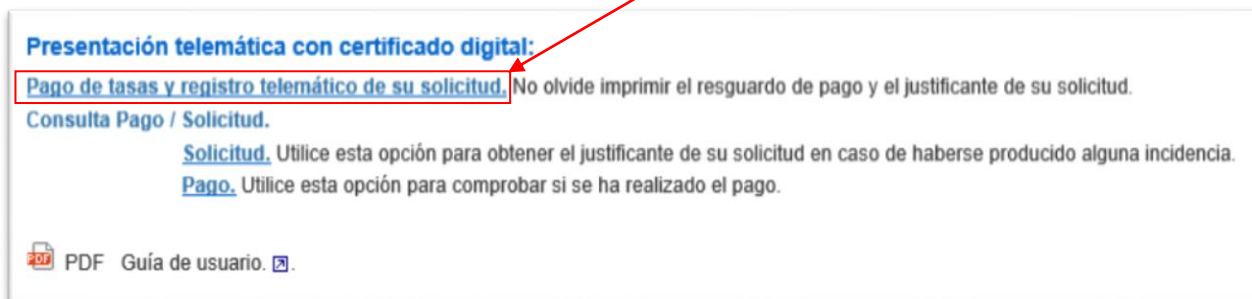 Presentación telemática con certificado digital:
Pago de tasas y registro telemático de su solicitud. No olvide imprimir el resguardo de pago y el justificante de su solicitud.
Consulta Pago / Solicitud.
Solicitud. Utilice esta opción para obtener el justificante de su solicitud en caso de haberse producido alguna incidencia.
Pago. Utilice esta opción para comprobar si se ha realizado el pago.
PDF PDF Guía de usuario. .